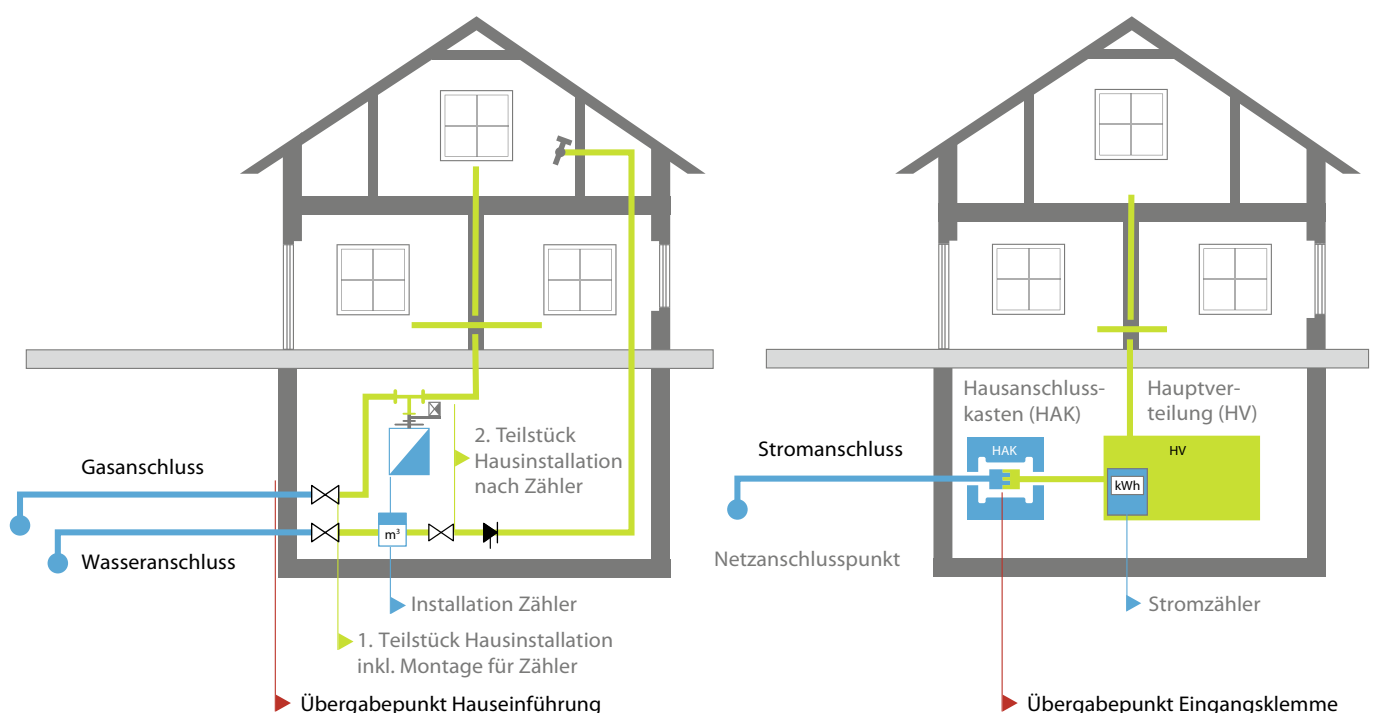 Gasanschluss
Wasseranschluss
2. Teilstück
Hausinstallation
nach Zähler
m³
Installation Zähler
1. Teilstück Hausinstallation
inkl. Montage für Zähler
Übergabepunkt Hauseinführung
Hausanschluss-
kasten (HAK)
Hauptver-
teilung (HV)
Stromanschluss
HAK
HV
kWh
Netzanschlusspunkt
Stromzähler
Übergabepunkt Eingangsklemme